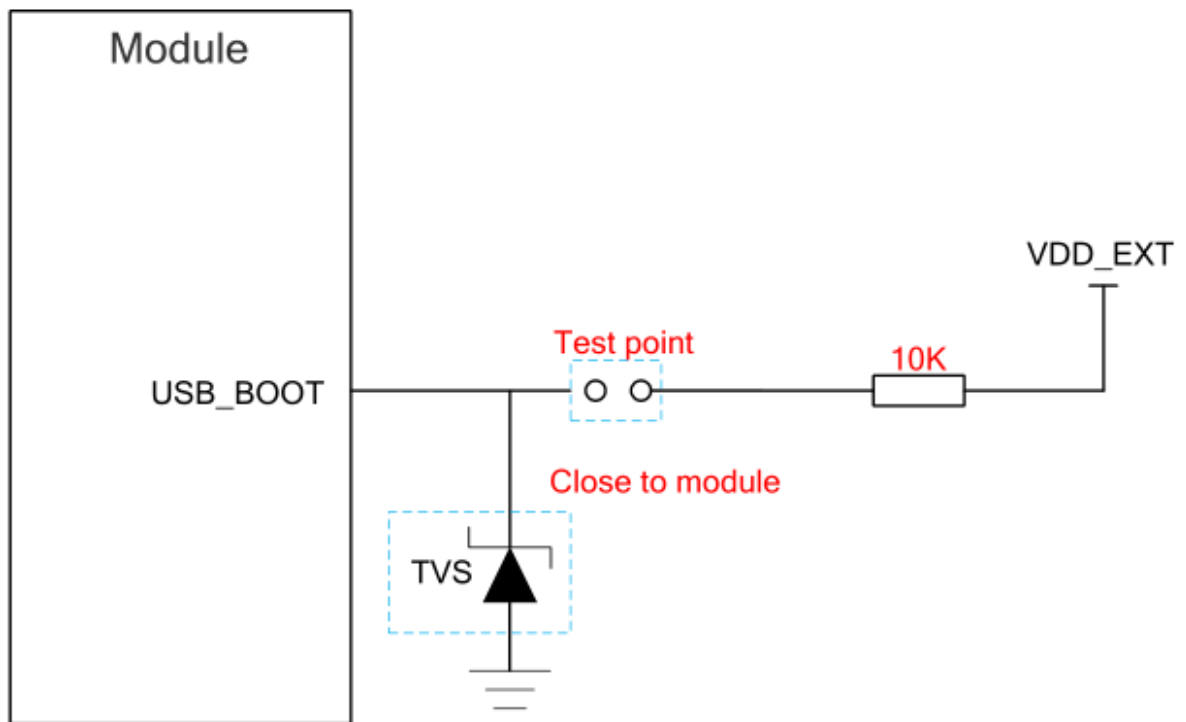 Module
VDD_EXT
Test point
10K
USB_BOOT
Close to module
TVS